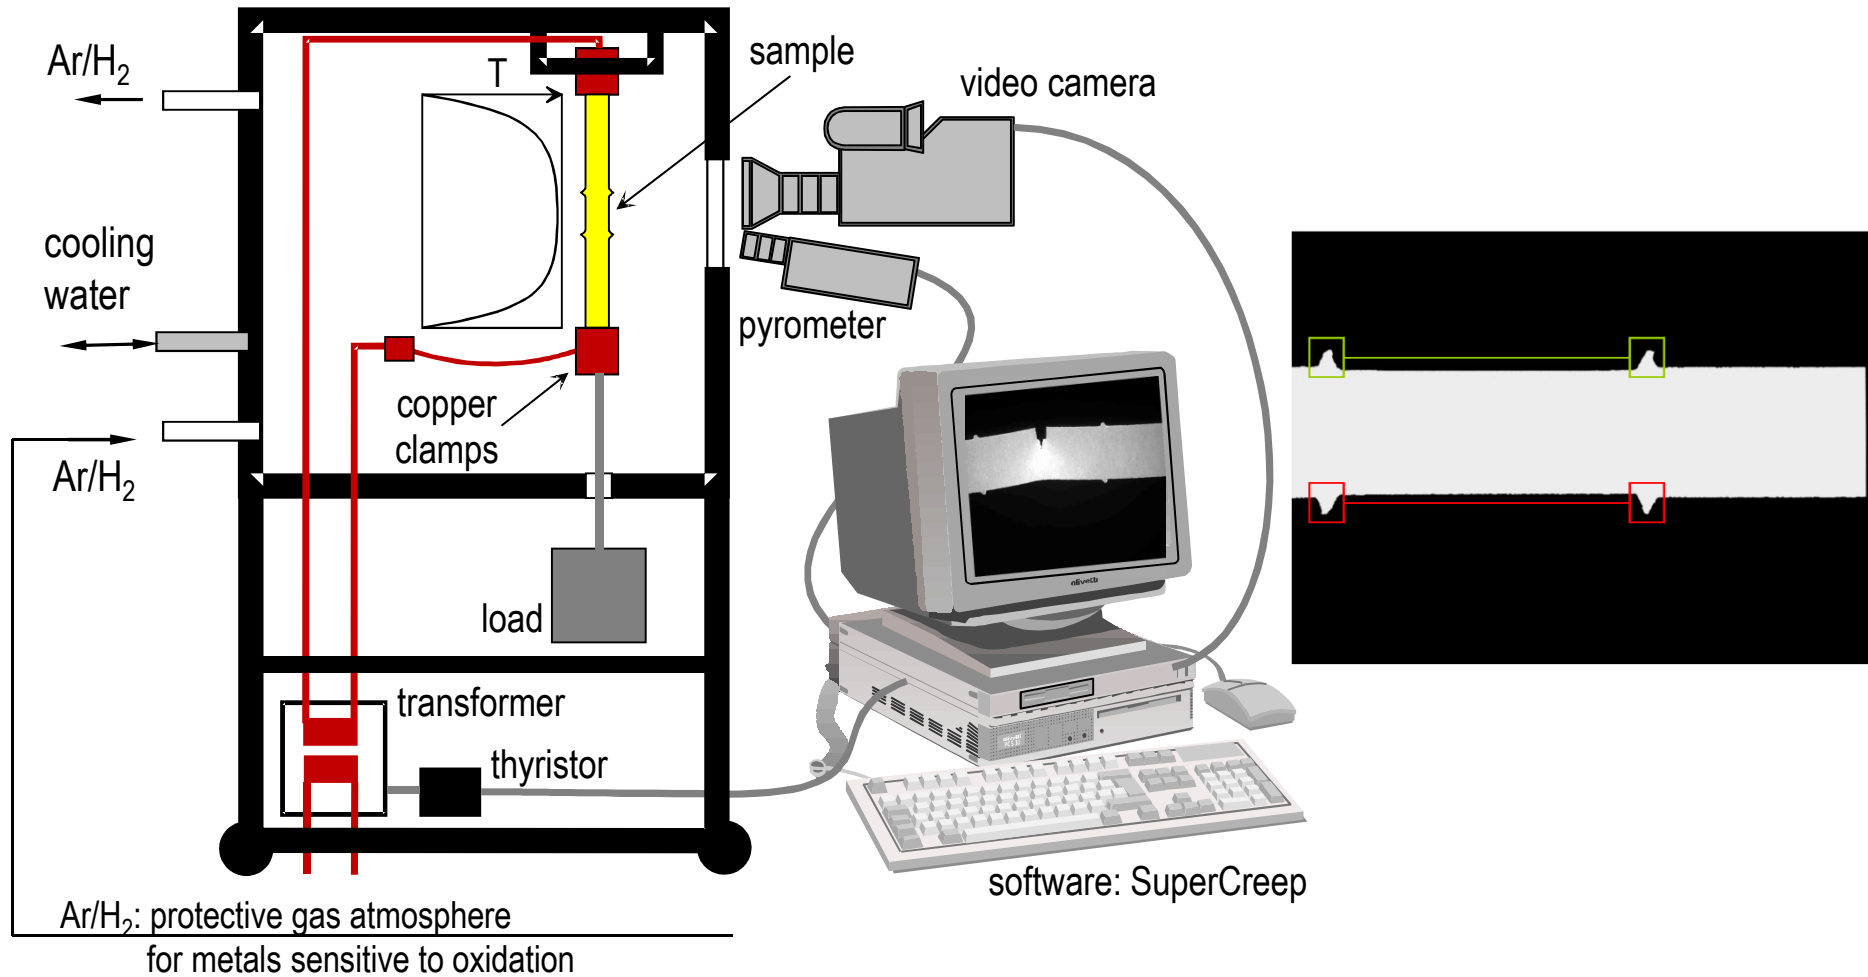 Ar/H₂
T
sample
video camera
cooling
water
pyrometer
copper
clamps
Ar/H₂
load
olivetti
transformer
thyristor
software: SuperCreep
Ar/H₂: protective gas atmosphere
for metals sensitive to oxidation